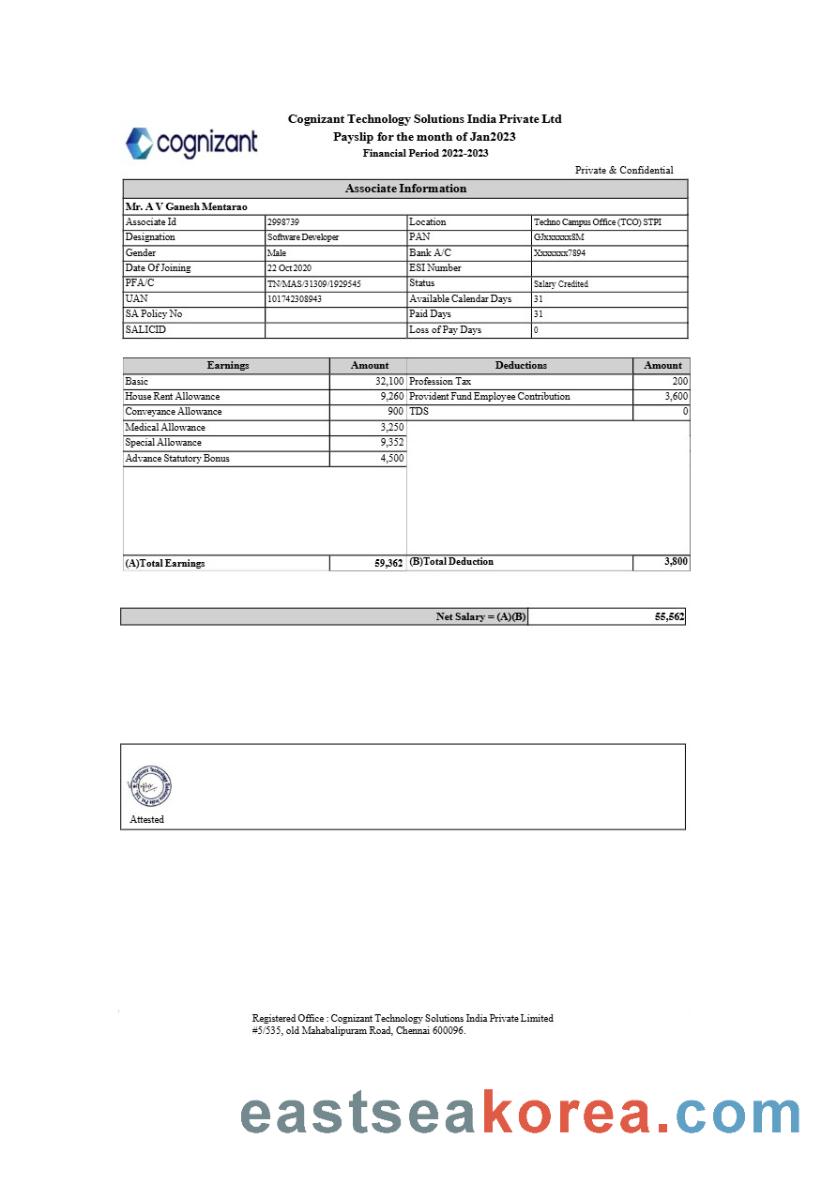 cognizant
Cognizant Technology Solutions India Private Ltd
Payslip for the month of Jan2023
Financial Period 2022-2023
Private & Confidential
Associate Information
Mr. A V Ganesh Mentarao
Associate Id 2998739 Location Techno Campus Office (TCO) STPI
Designation Software Developer PAN GJxxxxxx8M
Gender Male Bank A/C Xxxxxxx7894
Date Of Joining 22 Oct 2020 ESI Number
PFA/C TN/MAS/31309/1929545 Status Salary Credited
UAN 101742308943 Available Calendar Days 31
SA Policy No Paid Days 31
SALICID Loss of Pay Days 0
Earnings Amount Deductions Amount
Basic 32,100 Profession Tax 200
House Rent Allowance 9,260 Provident Fund Employee Contribution 3,600
Conveyance Allowance 900 TDS 0
Medical Allowance 3,250
Special Allowance 9,352
Advance Statutory Bonus 4,500
(A)Total Earnings 59,362 (B)Total Deduction 3,800
Net Salary = (A)(B) 55,562
Attested
Registered Office : Cognizant Technology Solutions India Private Limited
#5/535, old Mahabalipuram Road, Chennai 600096.
eastseakorea.com